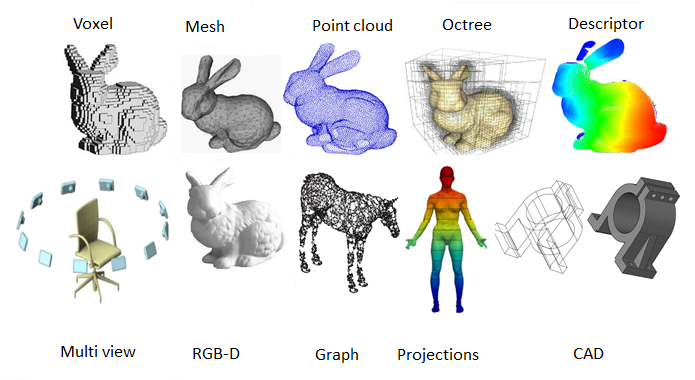 Voxel
Mesh
Point cloud
Octree
Descriptor
Multi view
RGB-D
Graph
Projections
CAD